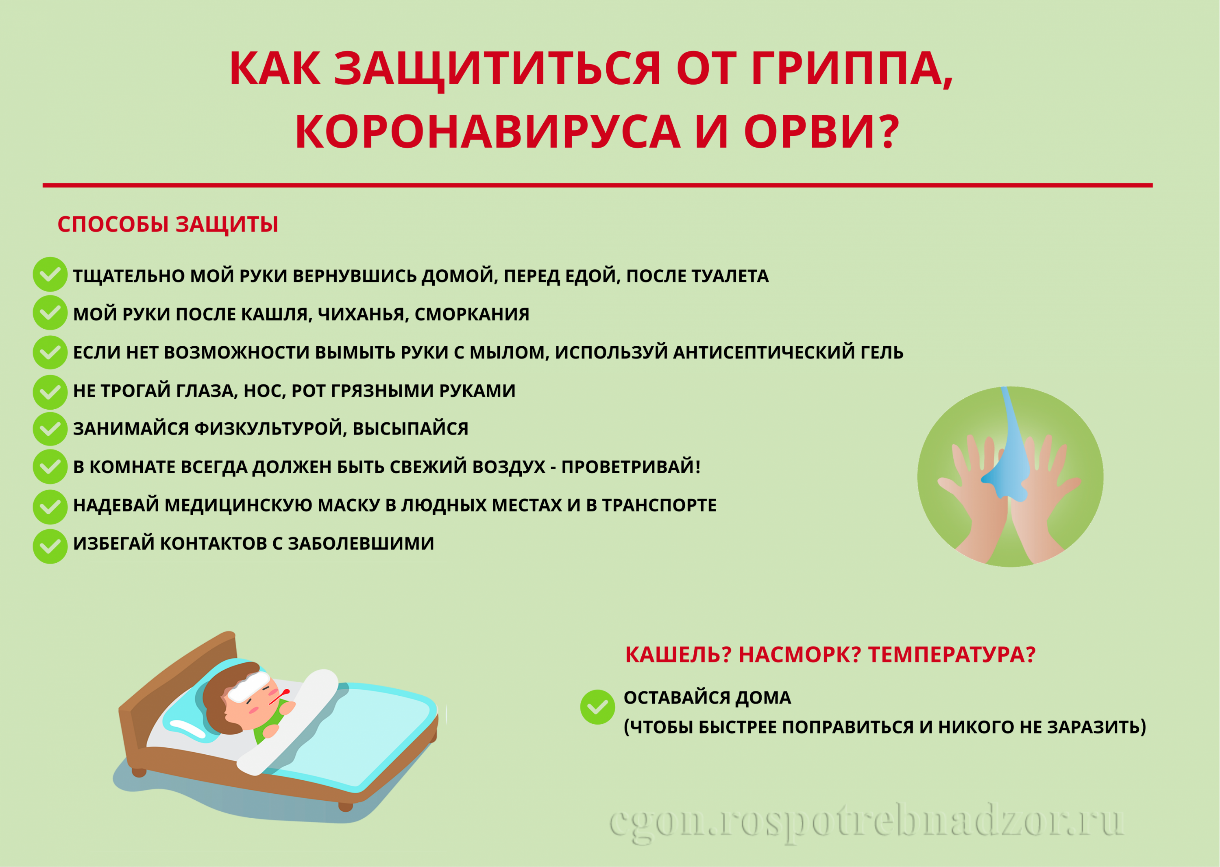 КАК ЗАЩИТИТЬСЯ ОТ ГРИППА,
КОРОНАВИРУСА И ОРВИ?
СПОСОБЫ ЗАЩИТЫ
ТЩАТЕЛЬНО МОЙ РУКИ ВЕРНУВШИСЬ ДОМОЙ, ПЕРЕД ЕДОЙ, ПОСЛЕ ТУАЛЕТА
МОЙ РУКИ ПОСЛЕ КАШЛЯ, ЧИХАНЬЯ, СМОРКАНИЯ
ЕСЛИ НЕТ ВОЗМОЖНОСТИ ВЫМЫТЬ РУКИ С МЫЛОМ, ИСПОЛЬЗУЙ АНТИСЕПТИЧЕСКИЙ ГЕЛЬ
НЕ ТРОГАЙ ГЛАЗА, НОС, РОТ ГРЯЗНЫМИ РУКАМИ
ЗАНИМАЙСЯ ФИЗКУЛЬТУРОЙ, ВЫСЫПАЙСЯ
В КОМНАТЕ ВСЕГДА ДОЛЖЕН БЫТЬ СВЕЖИЙ ВОЗДУХ - ПРОВЕТРИВАЙ!
НАДЕВАЙ МЕДИЦИНСКУЮ МАСКУ В ЛЮДНЫХ МЕСТАХ И В ТРАНСПОРТЕ
ИЗБЕГАЙ КОНТАКТОВ С ЗАБОЛЕВШИМИ
КАШЕЛЬ? НАСМОРК? ТЕМПЕРАТУРА?
ОСТАВАЙСЯ ДОМА
(ЧТОБЫ БЫСТРЕЕ ПОПРАВИТЬСЯ И НИКОГО НЕ ЗАРАЗИТЬ)
cgon.rospotrebnadzor.ru